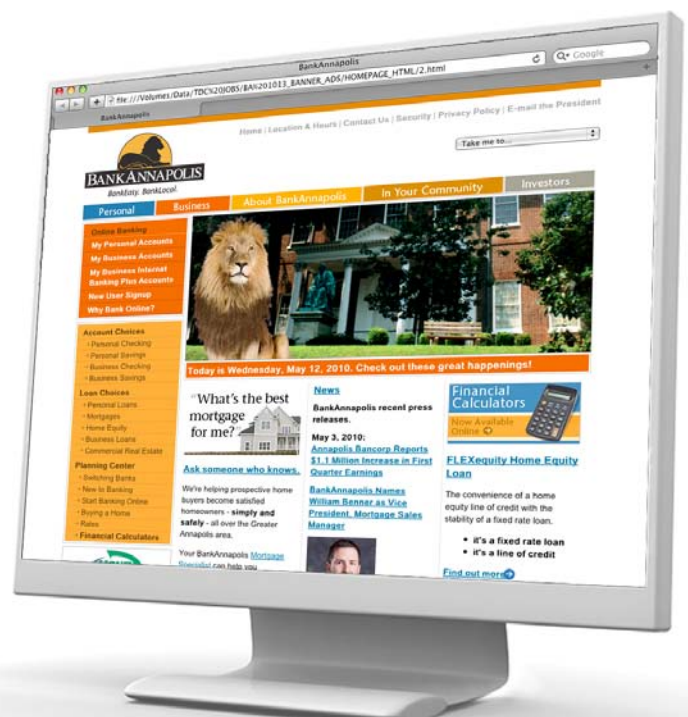 BankAnnapolis
file:///Volumes/Data/TDC%20JOBS/BA%201013_BANNER_ADS/HOMEPAGE_HTML/2.html
Google
BankAnnapolis
Home | Location & Hours | Contact Us | Security | Privacy Policy | E-mail the President
Take me to...
BANKANNAPOLIS
BankEasy. BankLocal.
Personal
Business
About BankAnnapolis
In Your Community
Investors
Online Banking
My Personal Accounts
My Business Accounts
My Business Internet
Banking Plus Accounts
New User Signup
Why Bank Online?
Account Choices
Personal Checking
Personal Savings
Business Checking
Business Savings
Loan Choices
Personal Loans
Mortgages
Home Equity
Business Loans
Commercial Real Estate
Planning Center
Switching Banks
New to Banking
Start Banking Online
Buying a Home
Rates
Financial Calculators
Today is Wednesday, May 12, 2010. Check out these great happenings!
"What's the best
mortgage
for me?"
Ask someone who knows.
We're helping prospective home
buyers become satisfied
homeowners - simply and
safely - all over the Greater
Annapolis area.
Your BankAnnapolis Mortgage
Specialist can help you
News
BankAnnapolis recent press
releases.
May 3, 2010:
Annapolis Bancorp Reports
$1.1 Million Increase in First
Quarter Earnings
BankAnnapolis Names
William Bennar as Vice
President, Mortgage Sales
Manager
Financial
Calculators
Now Available
Online
FLEXequity Home Equity
Loan
The convenience of a home
equity line of credit with the
stability of a fixed rate loan.
• it's a fixed rate loan
• it's a line of credit
Find out more